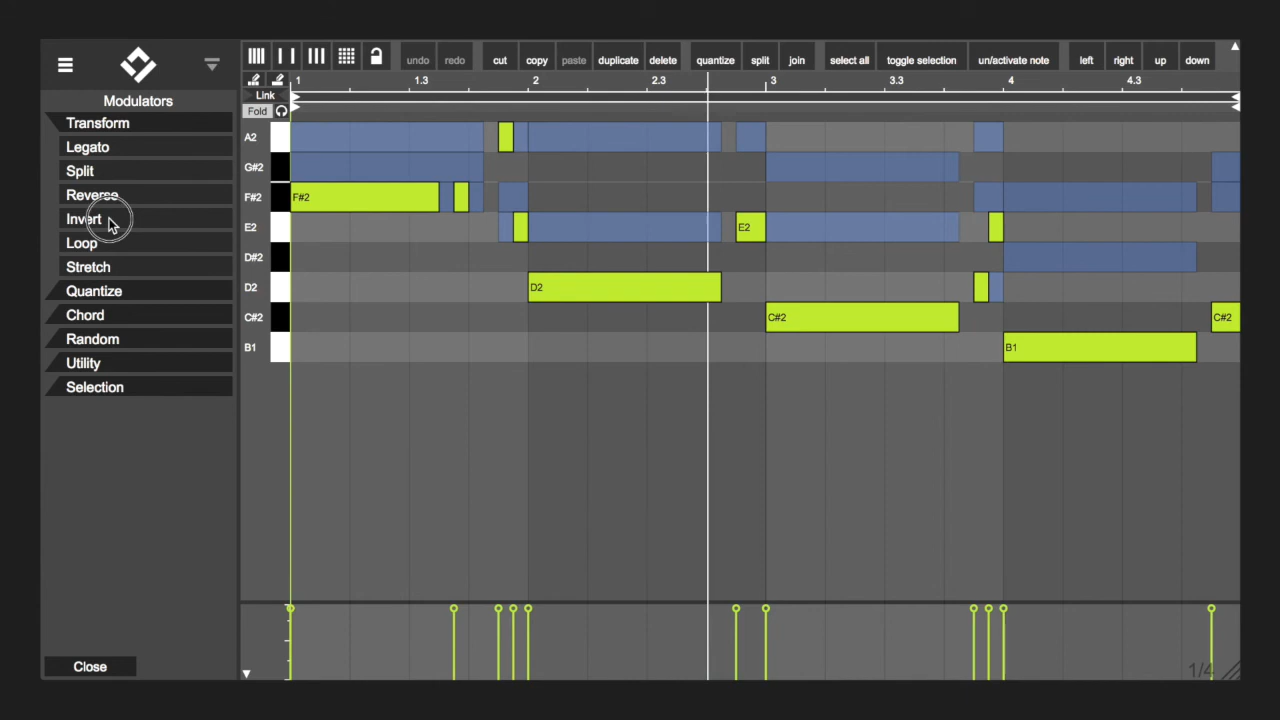 undo redo cut copy paste duplicate delete quantize split join select all toggle selection un/activate note left right up down
Modulators
Transform
Legato
Split
Reverse
Invert
Loop
Stretch
Quantize
Chord
Random
Utility
Selection
Close
1 1.3 2 2.3 3 3.3 4 4.3
Link
Fold
A2
G#2
F#2 F#2
E2 E2
D#2
D2 D2
C#2 C#2 C#2
B1 B1
1/4